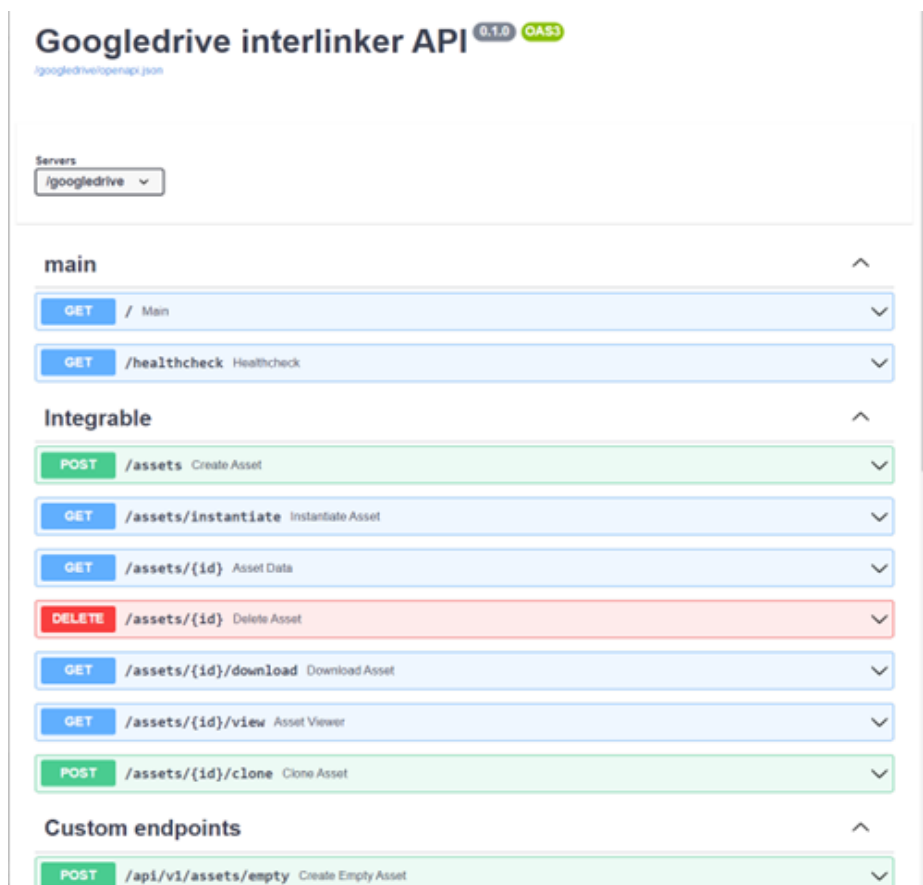 Googledrive interlinker API 0.1.0 OAS3
/googledrive/openapi.json
Servers
/googledrive
main
GET / Main
GET /healthcheck Healthcheck
Integrable
POST /assets Create Asset
GET /assets/instantiate Instantiate Asset
GET /assets/{id} Asset Data
DELETE /assets/{id} Delete Asset
GET /assets/{id}/download Download Asset
GET /assets/{id}/view Asset Viewer
POST /assets/{id}/clone Clone Asset
Custom endpoints
POST /api/v1/assets/empty Create Empty Asset